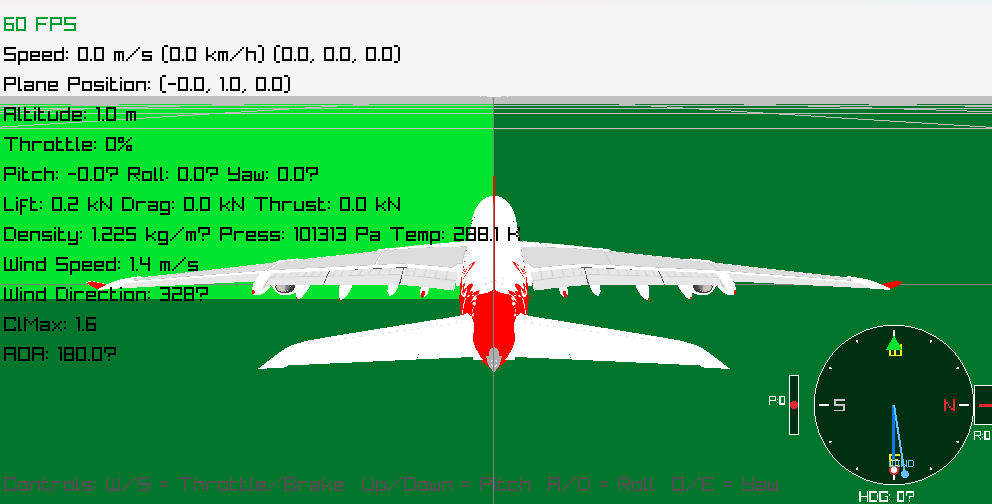 60 FPS
Speed: 0.0 m/s (0.0 km/h) (0.0, 0.0, 0.0)
Plane Position: (-0.0, 1.0, 0.0)
Altitude: 1.0 m
Throttle: 0%
Pitch: -0.0? Roll: 0.0? Yaw: 0.0?
Lift: 0.2 kN Drag: 0.0 kN Thrust: 0.0 kN
Density: 1.225 kg/m? Press: 101313 Pa Temp: 288.1 K
Wind Speed: 1.4 m/s
Wind Direction: 328?
ClMax: 1.6
AOA: 180.0?
W
P:0
S
N
R:0
E
Controls: W/S = Throttle/Brake Up/Down = Pitch A/D = Roll Q/E = Yaw
HDG: 0?